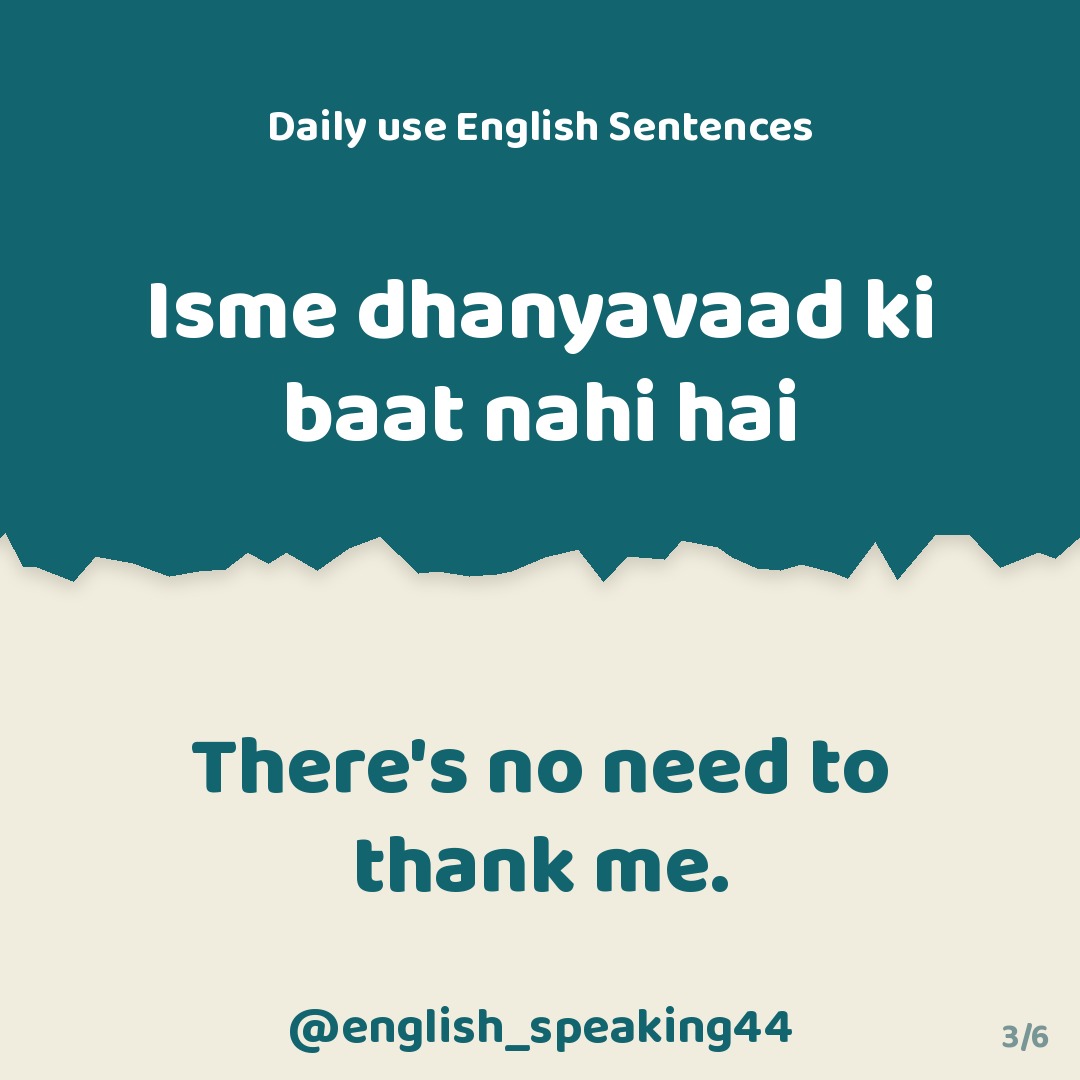 Daily use English Sentences
Isme dhanyavaad ki
baat nahi hai
There's no need to
thank me.
@english_speaking44
3/6